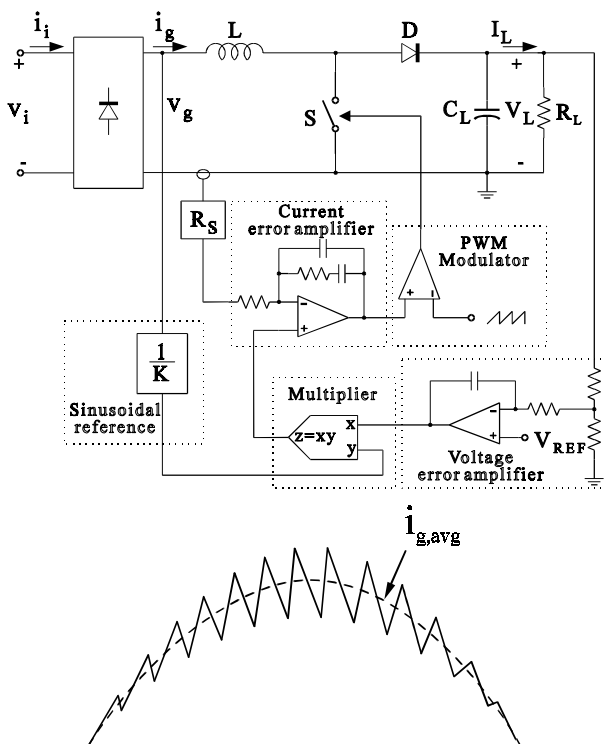 i_i
i_g
L
D
I_L
+
+
v_i
v_g
S
C_L
V_L
R_L
-
-
R_S
Current
error amplifier
PWM
Modulator
-
+
+
-
1
K
Sinusoidal
reference
Multiplier
z=xy
x
y
-
+
V_REF
Voltage
error amplifier
i_g,avg